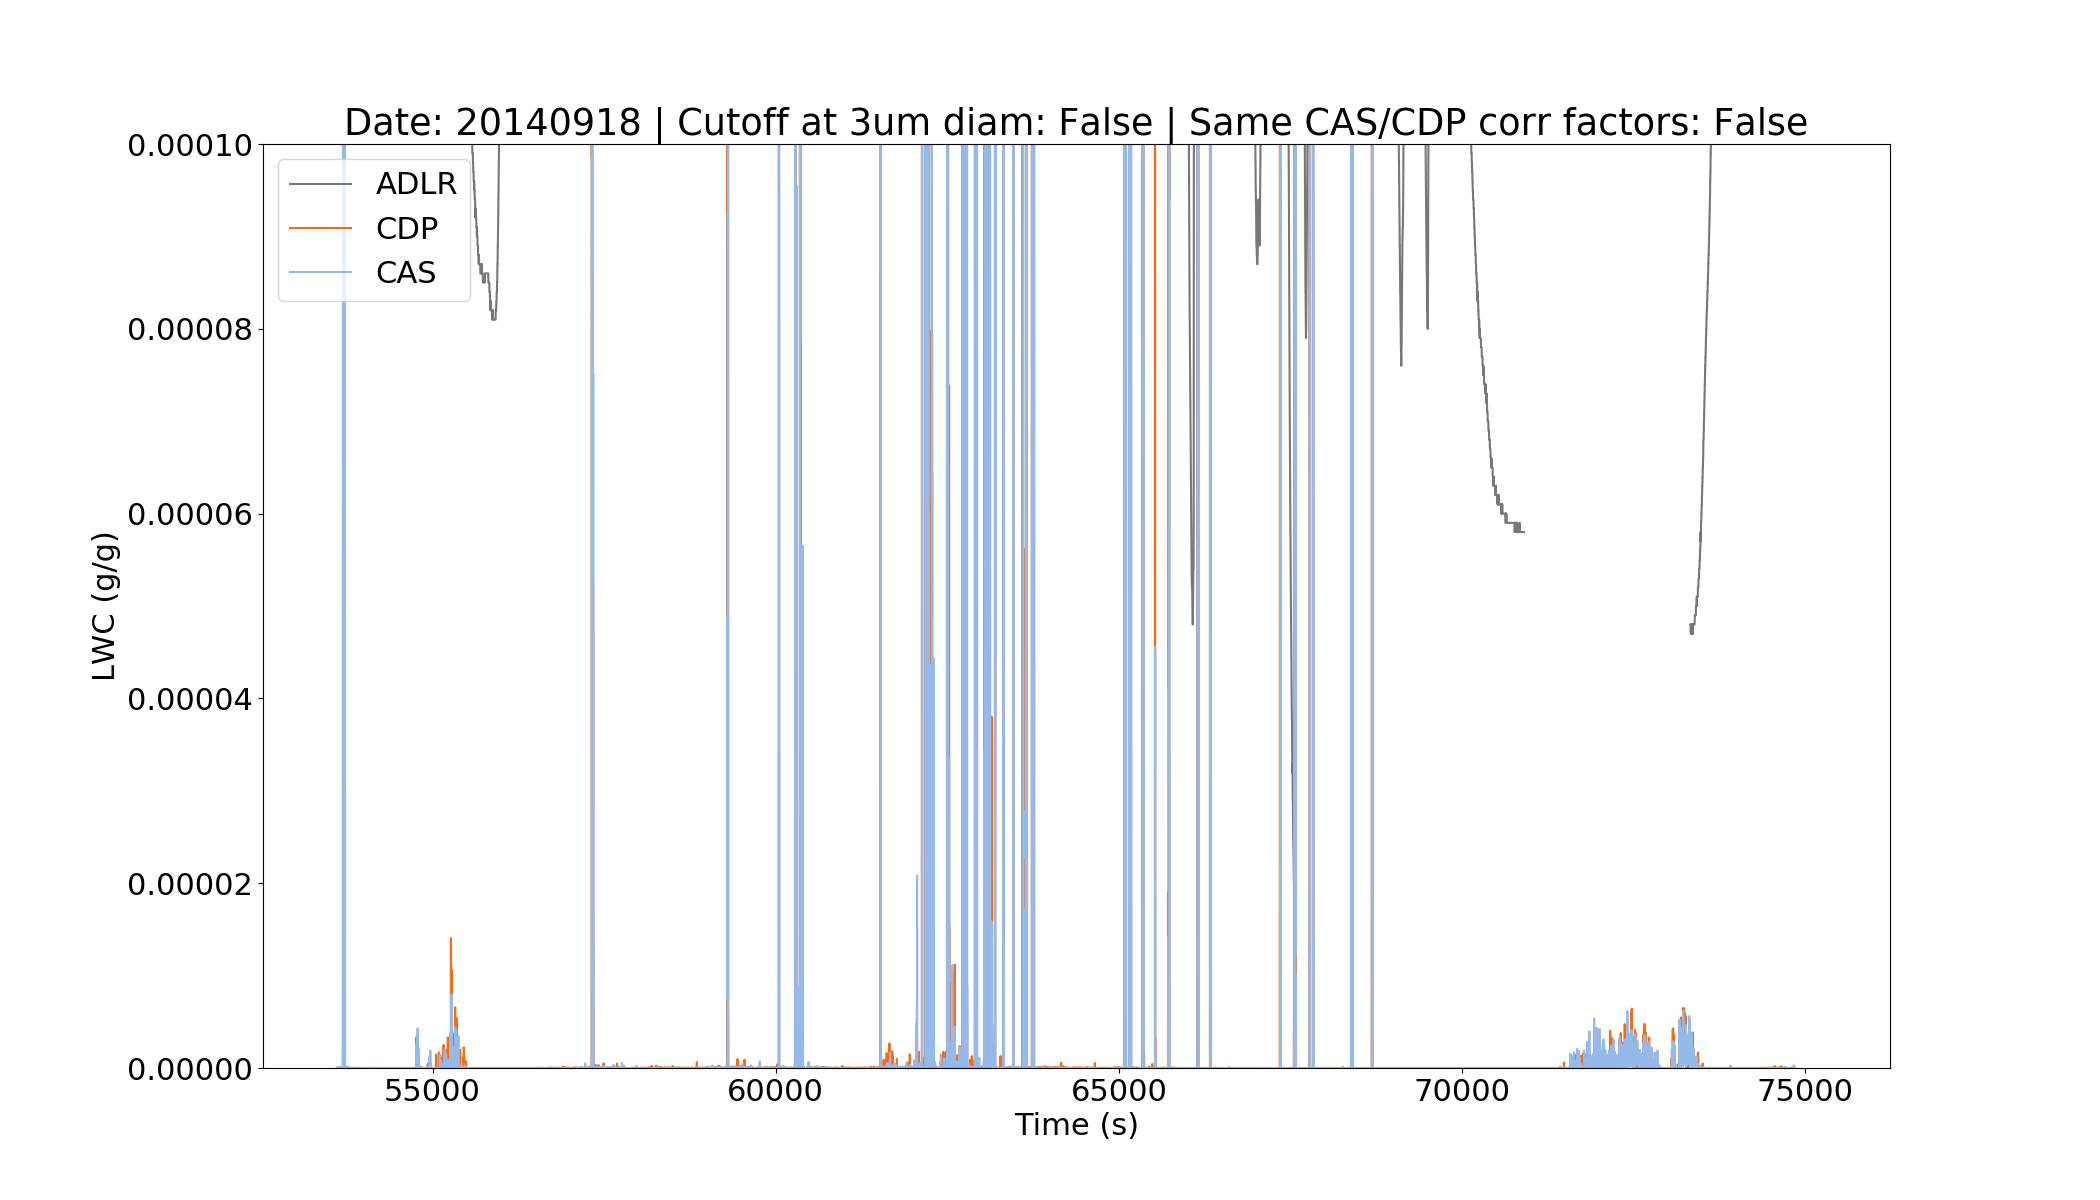 Date: 20140918 | Cutoff at 3um diam: False | Same CAS/CDP corr factors: False
ADLR
CDP
CAS
0.00010
0.00008
0.00006
0.00004
0.00002
0.00000
LWC (g/g)
55000 60000 65000 70000 75000
Time (s)